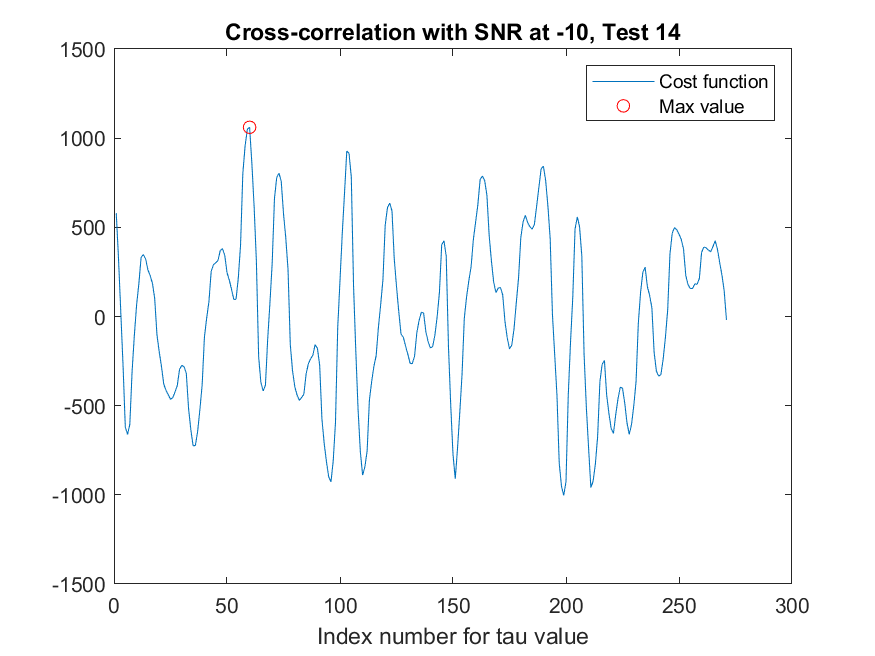 Cross-correlation with SNR at -10, Test 14
1500
1000
500
0
-500
-1000
-1500
Cost function
Max value
0 50 100 150 200 250 300
Index number for tau value